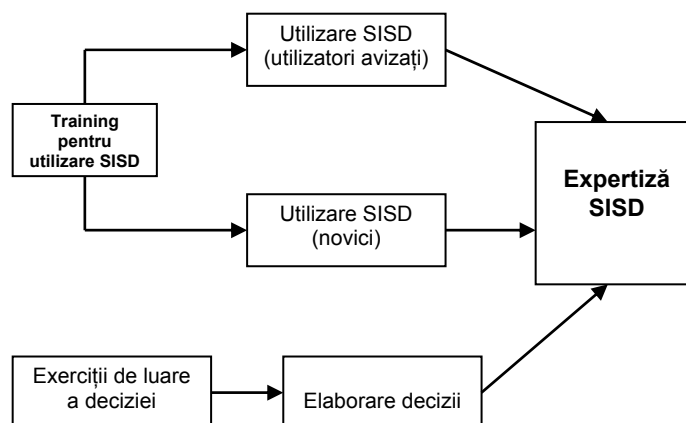 Utilizare SISD
(utilizatori avizați)
Training
pentru
utilizare SISD
Expertiză
SISD
Utilizare SISD
(novici)
Exerciții de luare
a deciziei
Elaborare decizii